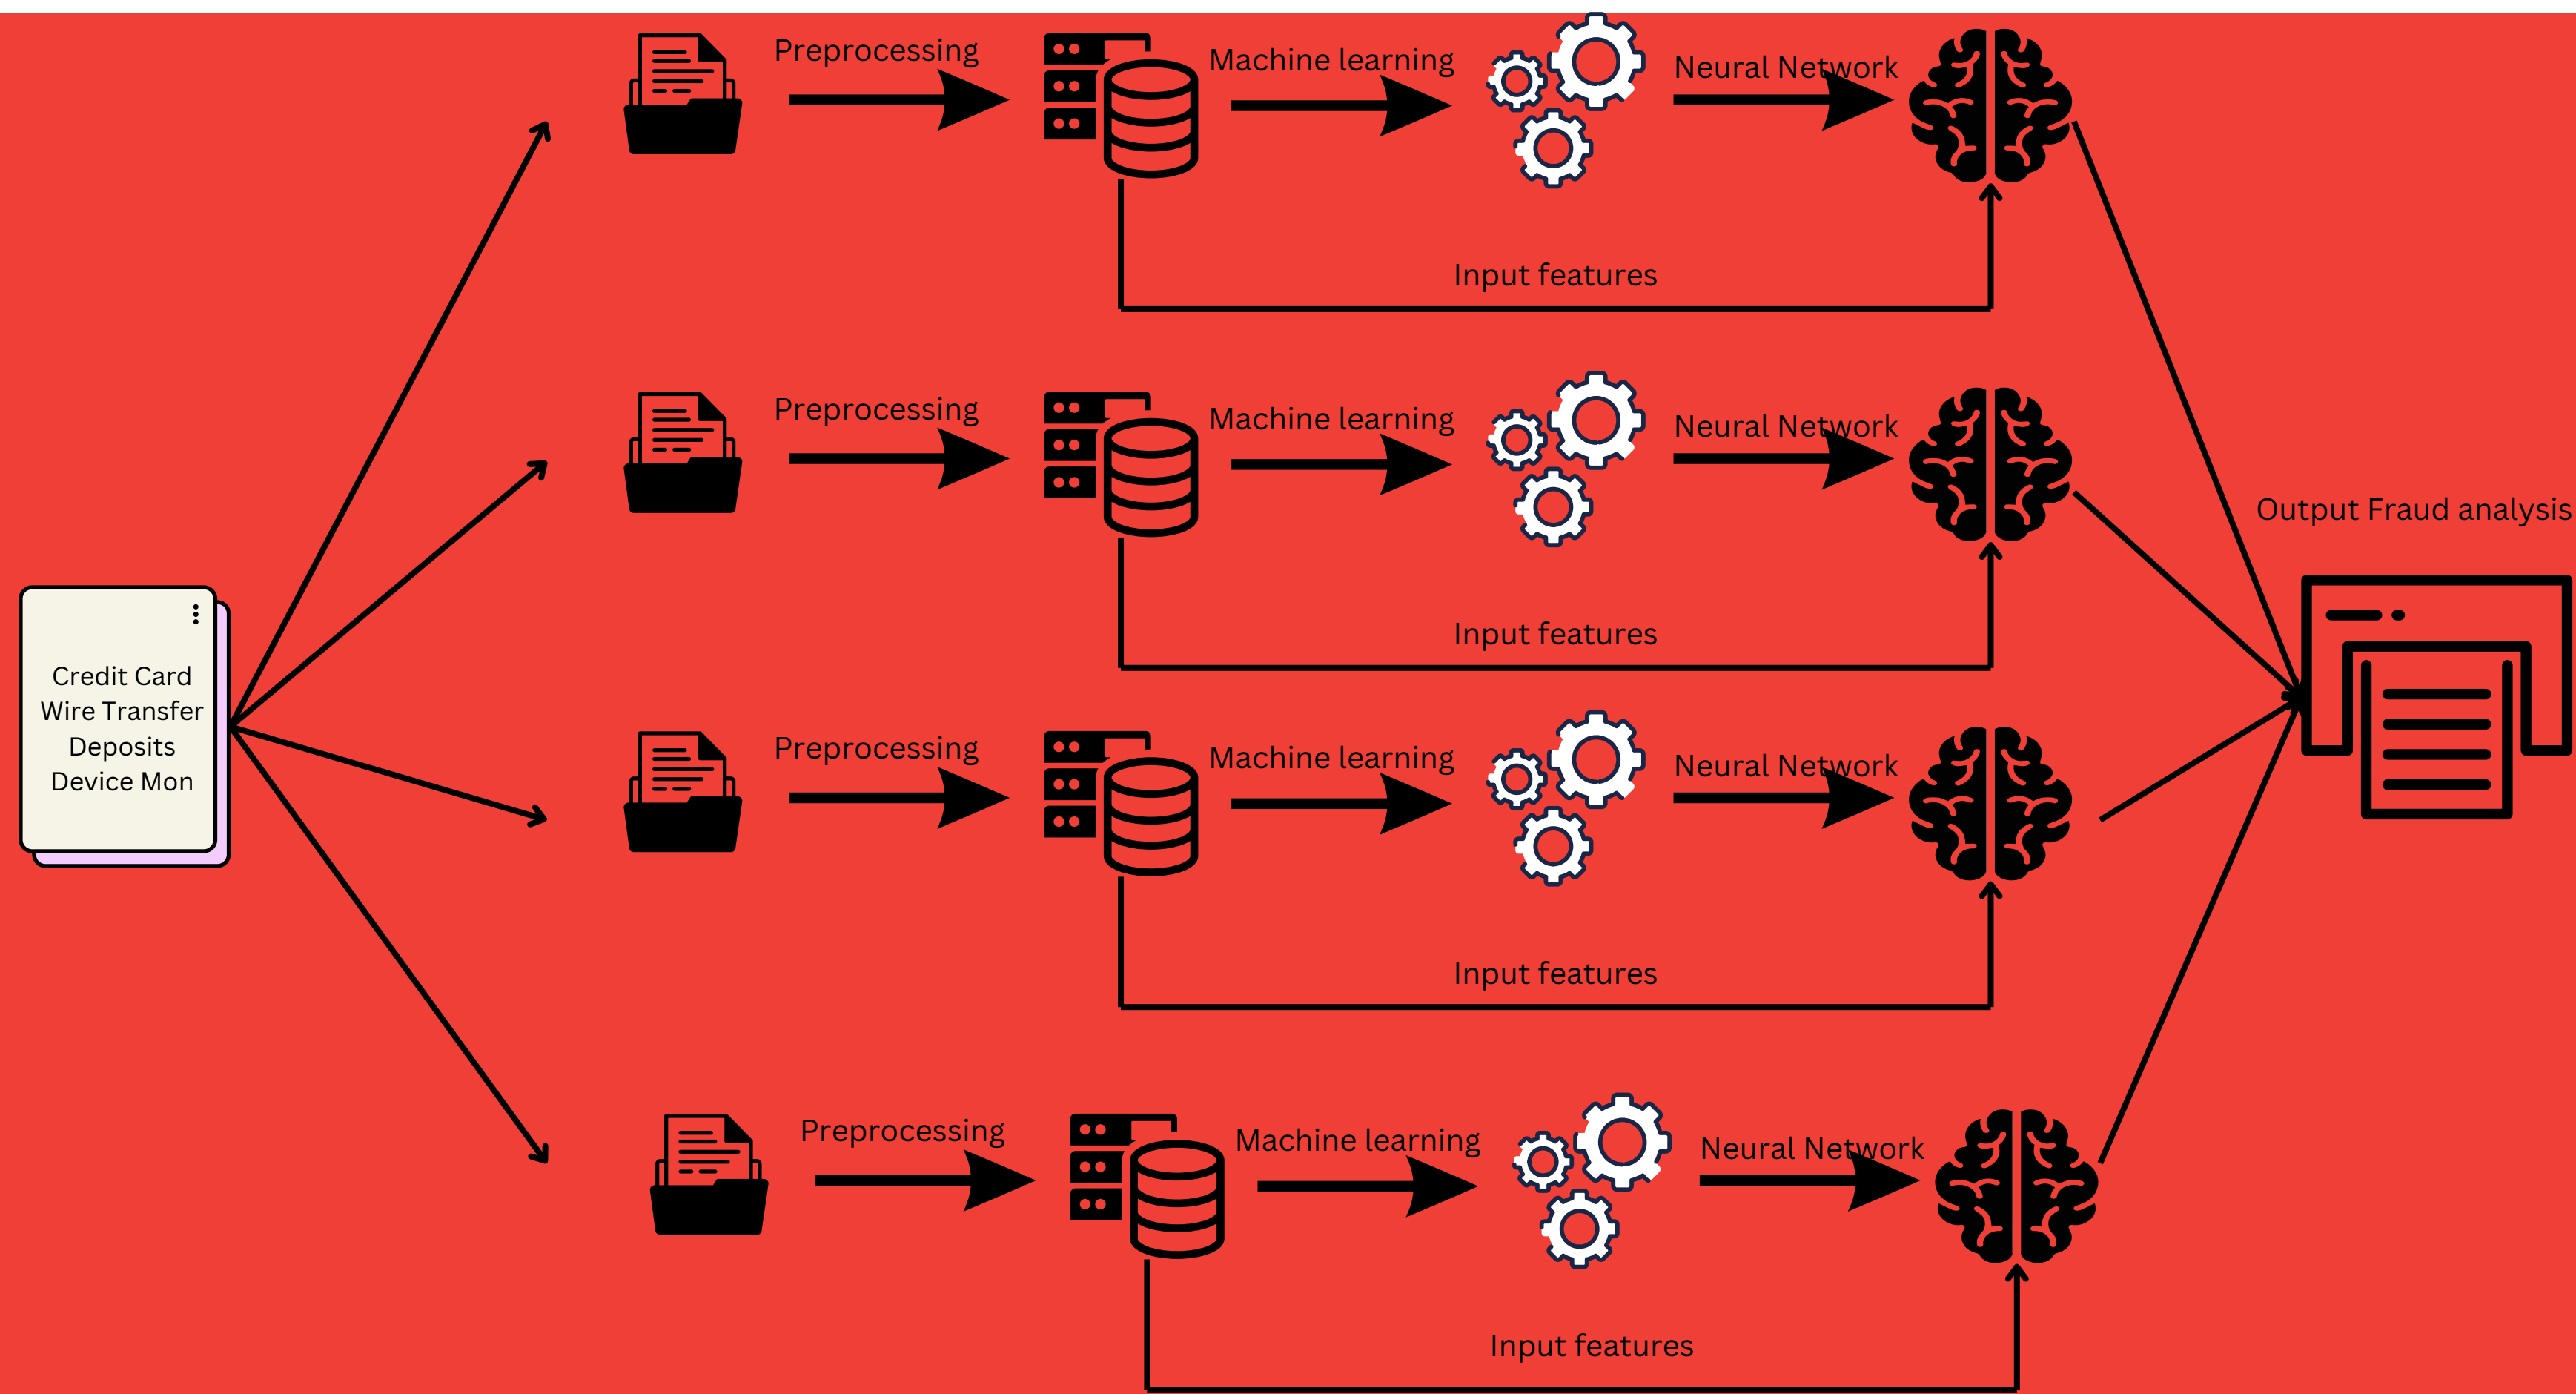 Preprocessing
Machine learning
Neural Network
Input features
Preprocessing
Machine learning
Neural Network
Input features
Output Fraud analysis
Credit Card
Wire Transfer
Deposits
Device Mon
Preprocessing
Machine learning
Neural Network
Input features
Preprocessing
Machine learning
Neural Network
Input features